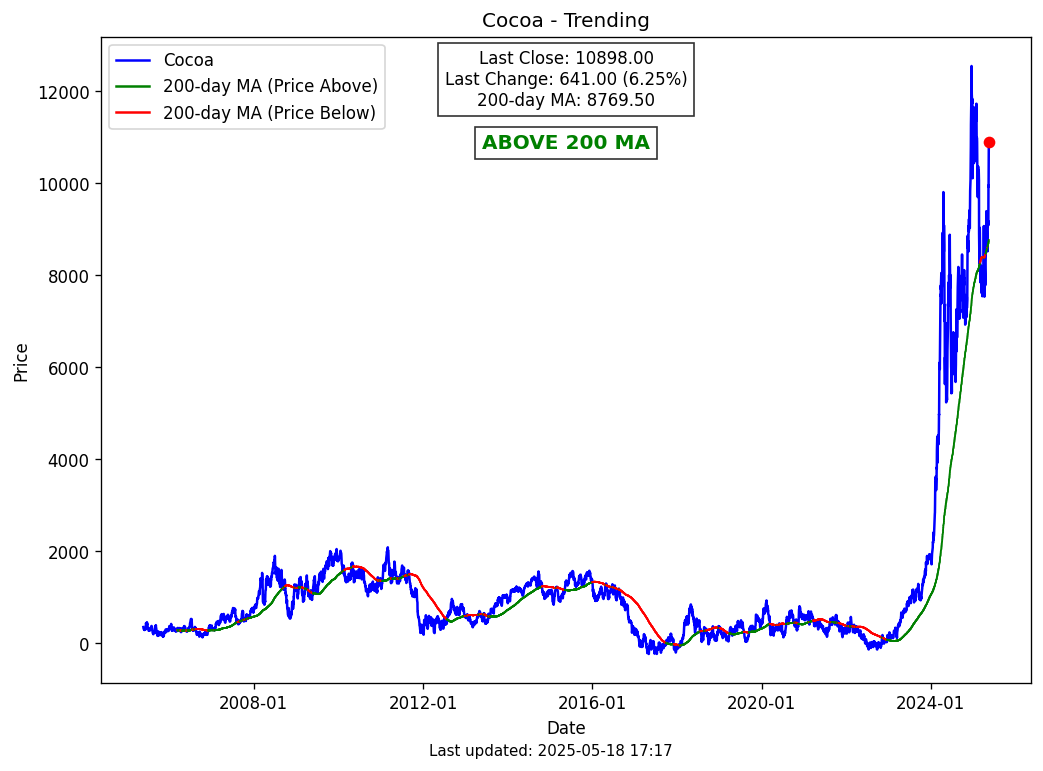 Cocoa - Trending
Cocoa
200-day MA (Price Above)
200-day MA (Price Below)
Last Close: 10898.00
Last Change: 641.00 (6.25%)
200-day MA: 8769.50
ABOVE 200 MA
Price
12000
10000
8000
6000
4000
2000
0
2008-01
2012-01
2016-01
2020-01
2024-01
Date
Last updated: 2025-05-18 17:17